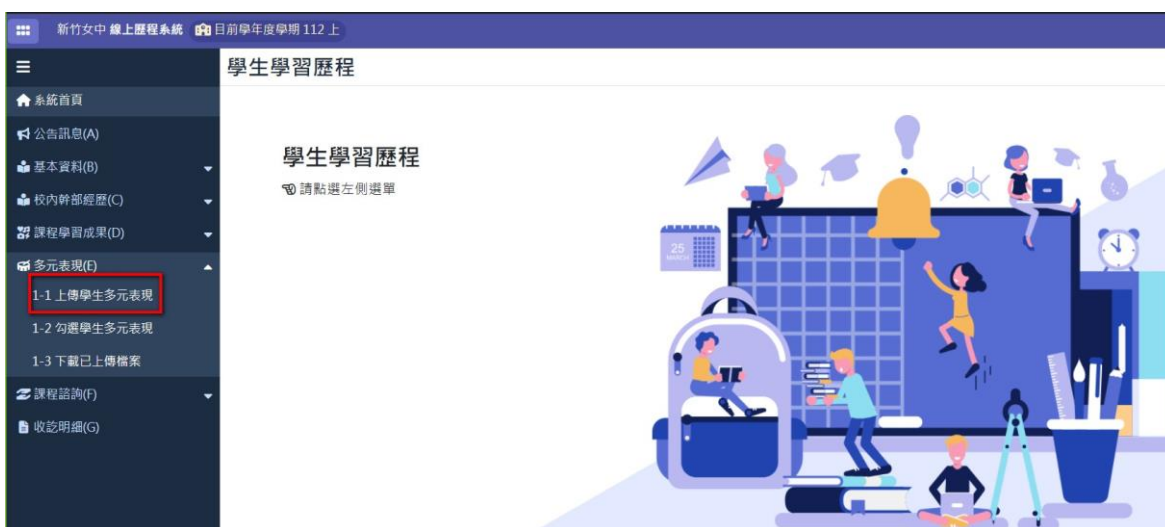 新竹女中 線上歷程系統 目前學年度學期 112 上
學生學習歷程
系統首頁
公告訊息(A)
基本資料(B)
校內幹部經歷(C)
課程學習成果(D)
多元表現(E)
1-1 上傳學生多元表現
1-2 勾選學生多元表現
1-3 下載已上傳檔案
課程諮詢(F)
收訖明細(G)
學生學習歷程
請點選左側選單
25
MARCH